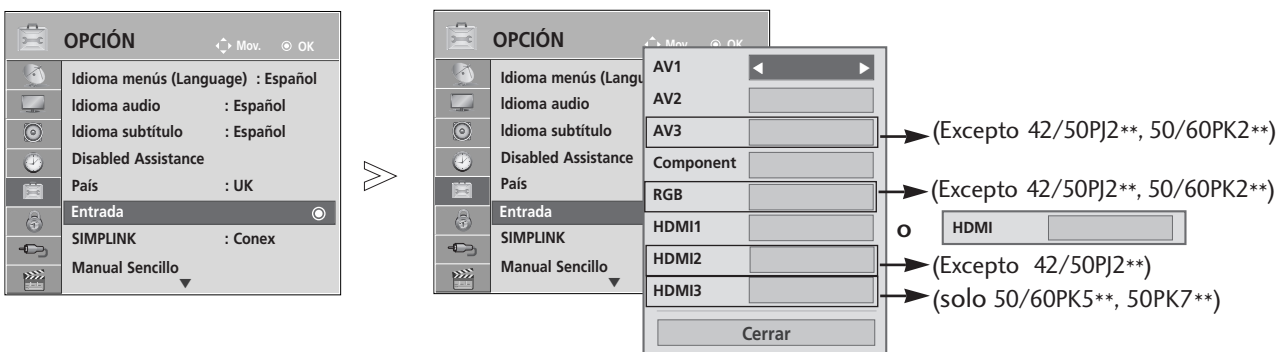 OPCIÓN
Mov. OK
Idioma menús (Language) : Español
Idioma audio : Español
Idioma subtítulo : Español
Disabled Assistance
País : UK
Entrada
SIMPLINK : Conex
Manual Sencillo
OPCIÓN
Mov. OK
Idioma menús (Langu
Idioma audio
Idioma subtítulo
Disabled Assistance
País
Entrada
SIMPLINK
Manual Sencillo
AV1
AV2
AV3
(Excepto 42/50PJ2**, 50/60PK2**)
Component
RGB
(Excepto 42/50PJ2**, 50/60PK2**)
HDMI1
o HDMI
HDMI2
(Excepto 42/50PJ2**)
HDMI3
(solo 50/60PK5**, 50PK7**)
Cerrar